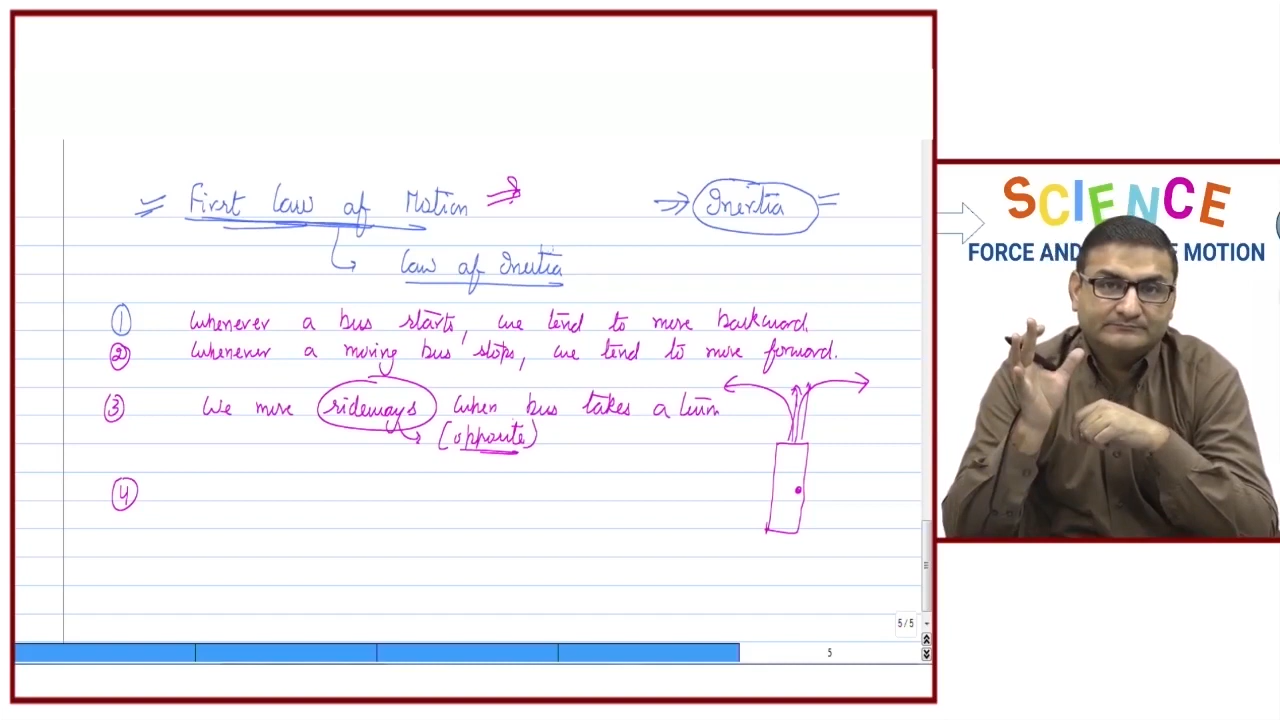 First Law of Motion ⇒ ⇒ Inertia =
Law of Inertia
① Whenever a bus starts, we tend to move backward.
② Whenever a moving bus stops, we tend to move forward.
③ We move sideways when bus takes a turn
(opposite)
④
5/5
5
SCIENCE
FORCE AND OF MOTION